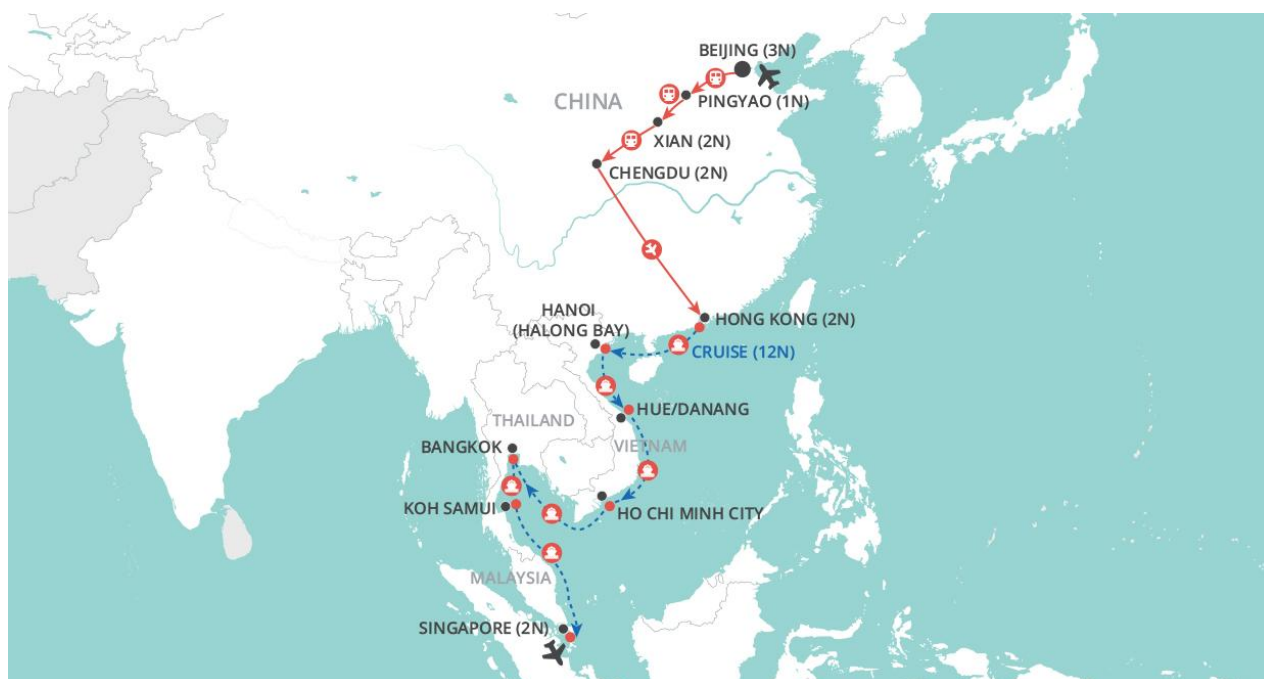 BEIJING (3N)
CHINA
PINGYAO (1N)
XIAN (2N)
CHENGDU (2N)
HANOI
(HALONG BAY)
HONG KONG (2N)
CRUISE (12N)
HUE/DANANG
THAILAND
VIETNAM
BANGKOK
KOH SAMUI
HO CHI MINH CITY
MALAYSIA
SINGAPORE (2N)